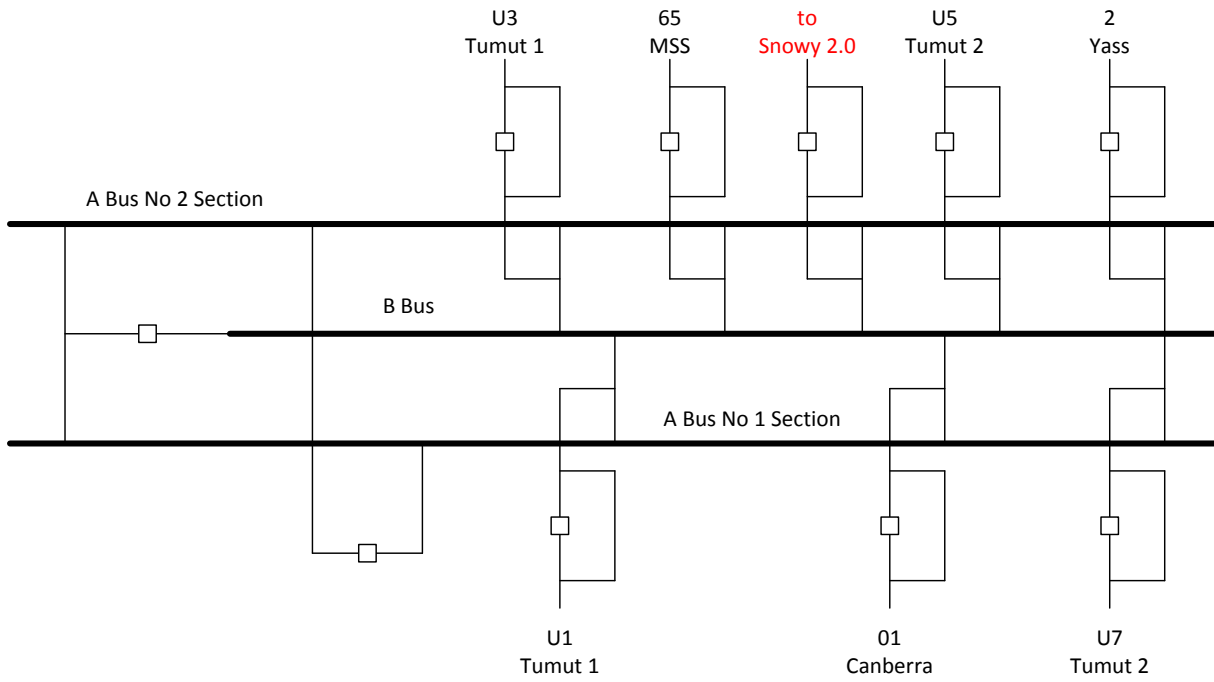 U3
Tumut 1
65
MSS
to
Snowy 2.0
U5
Tumut 2
2
Yass
A Bus No 2 Section
B Bus
A Bus No 1 Section
U1
Tumut 1
01
Canberra
U7
Tumut 2